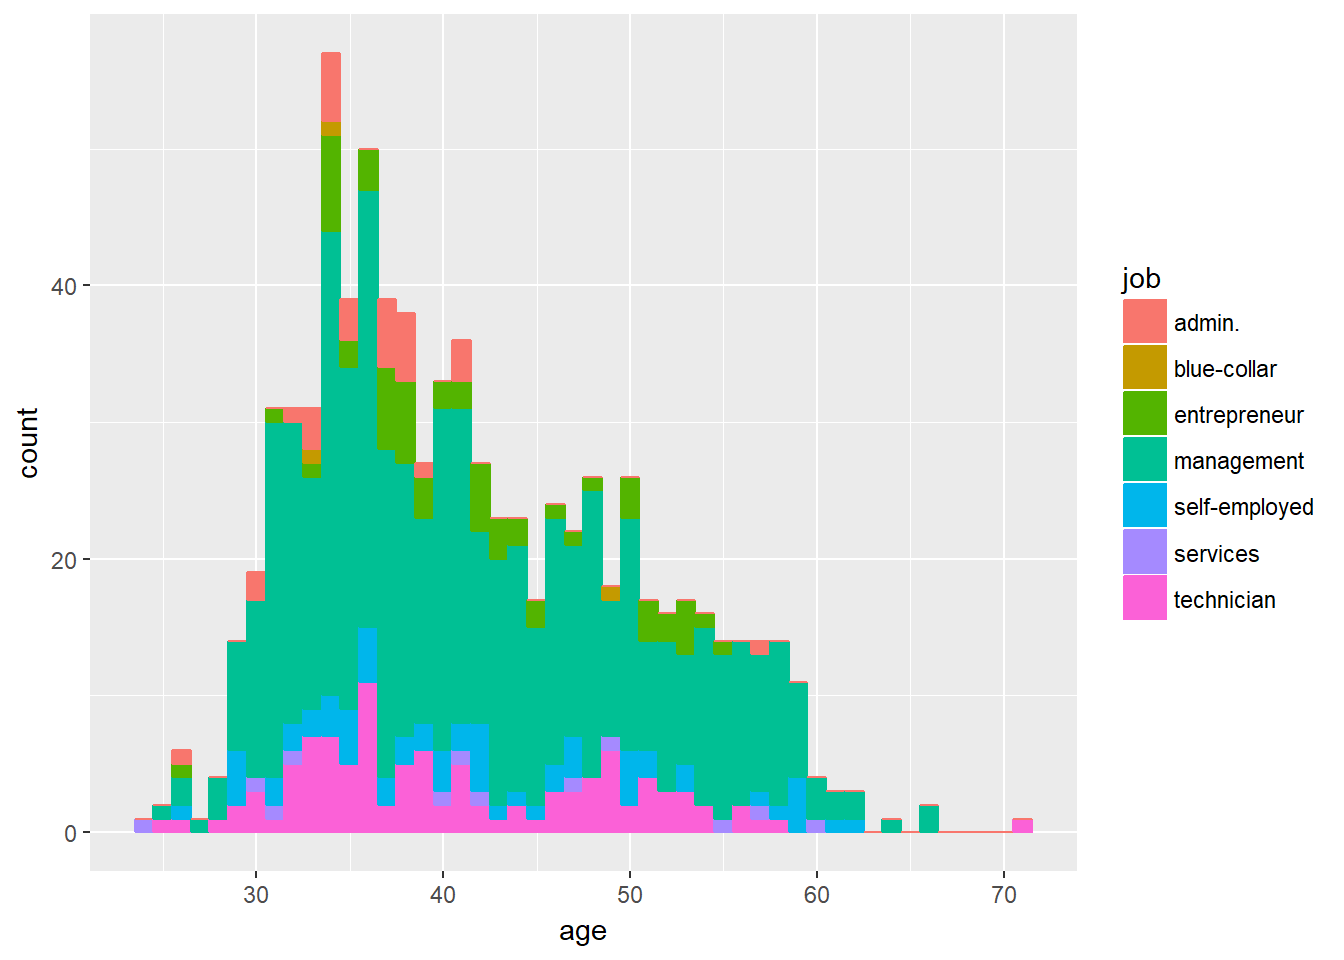 count
40
20
0
30
40
50
60
70
age
job
admin.
blue-collar
entrepreneur
management
self-employed
services
technician